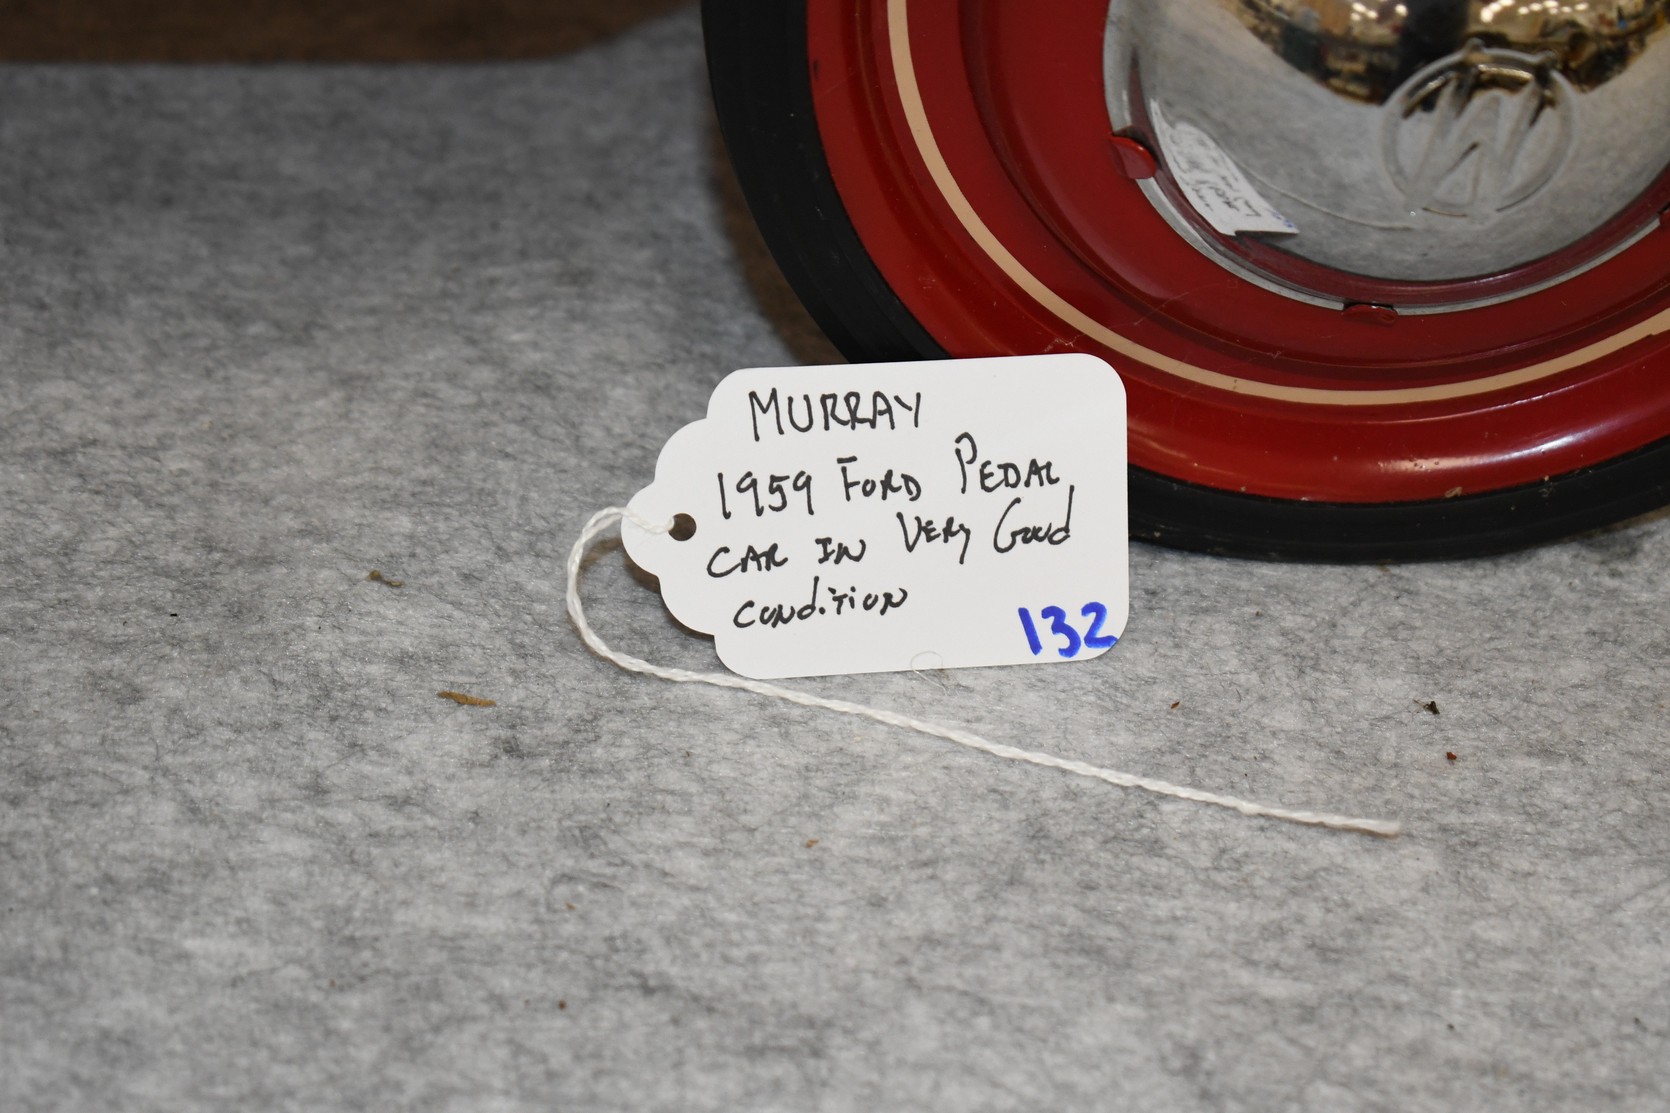 MURRAY
1959 FORD PEDAL
CAR IN VERY GOOD
CONDITION
132